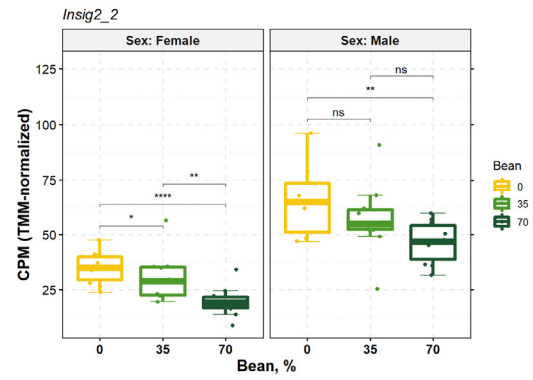 Insig2_2
Sex: Female
Sex: Male
CPM (TMM-normalized)
125
100
75
50
25
*
****
**
ns
**
ns
0 35 70
0 35 70
Bean, %
Bean
0
35
70